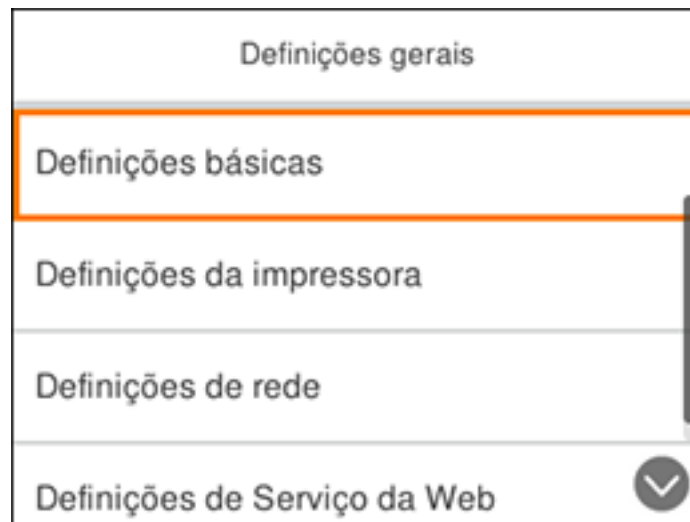 Definições gerais
Definições básicas
Definições da impressora
Definições de rede
Definições de Serviço da Web